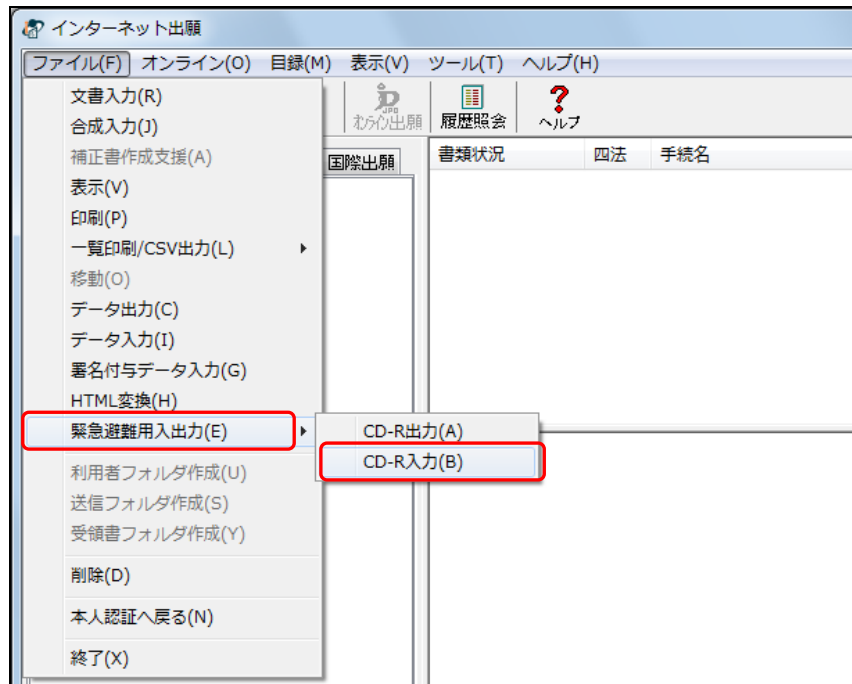 インターネット出願
ファイル(F) オンライン(O) 目録(M) 表示(V) ツール(T) ヘルプ(H)
文書入力(R)
合成入力(J)
補正書作成支援(A)
表示(V)
印刷(P)
一覧印刷/CSV出力(L)
移動(O)
データ出力(C)
データ入力(I)
署名付与データ入力(G)
HTML変換(H)
緊急避難用入出力(E)
利用者フォルダ作成(U)
送信フォルダ作成(S)
受領書フォルダ作成(Y)
削除(D)
本人認証へ戻る(N)
終了(X)
CD-R出力(A)
CD-R入力(B)
JPO
出願 履歴照会 ヘルプ
国際出願
書類状況 四法 手続名